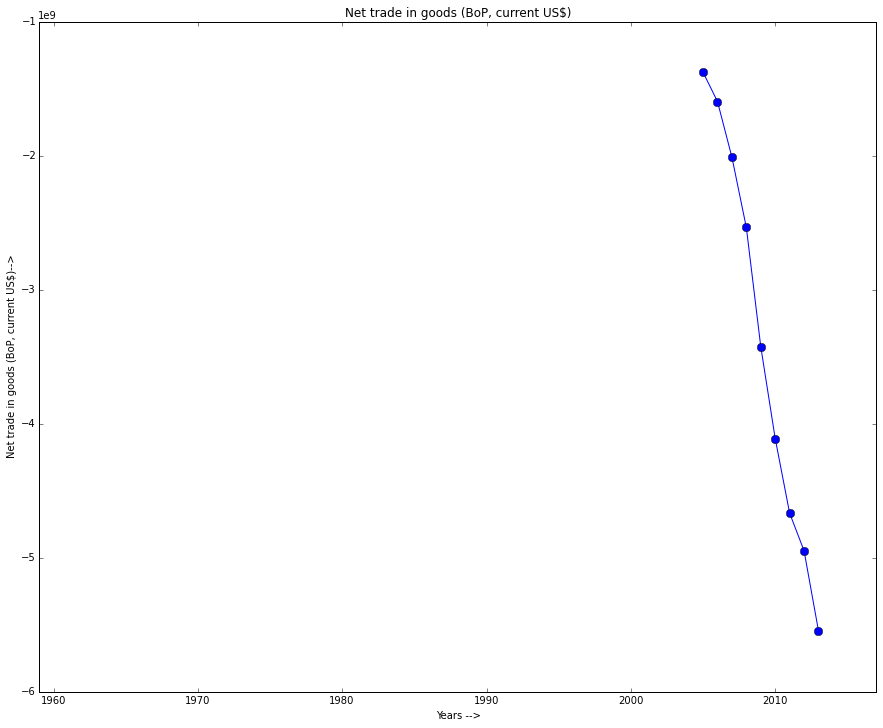 Net trade in goods (BoP, current US$)
1e9
−1
−2
−3
−4
−5
−6
Net trade in goods (BoP, current US$)-->
1960 1970 1980 1990 2000 2010
Years -->